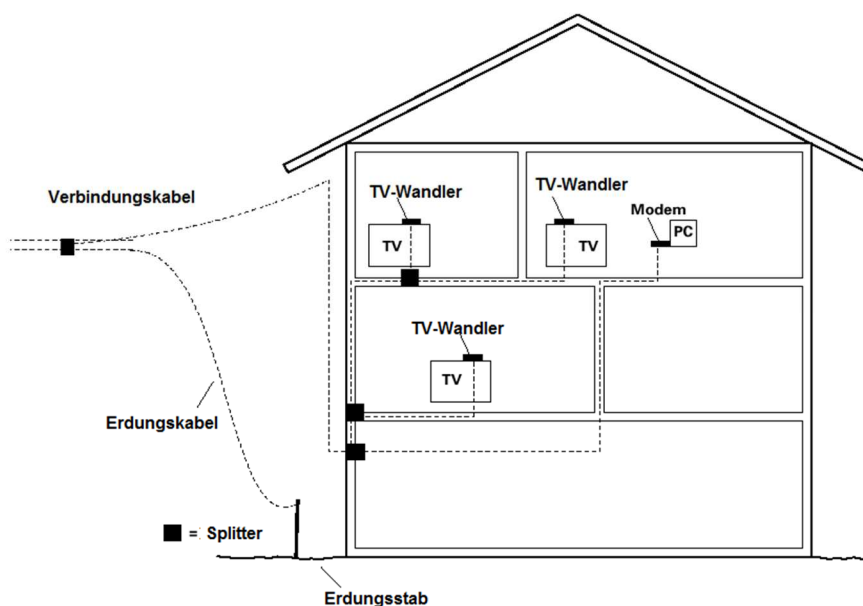 Verbindungskabel
TV-Wandler
TV-Wandler
Modem
TV
TV
PC
TV-Wandler
TV
Erdungskabel
= Splitter
Erdungsstab